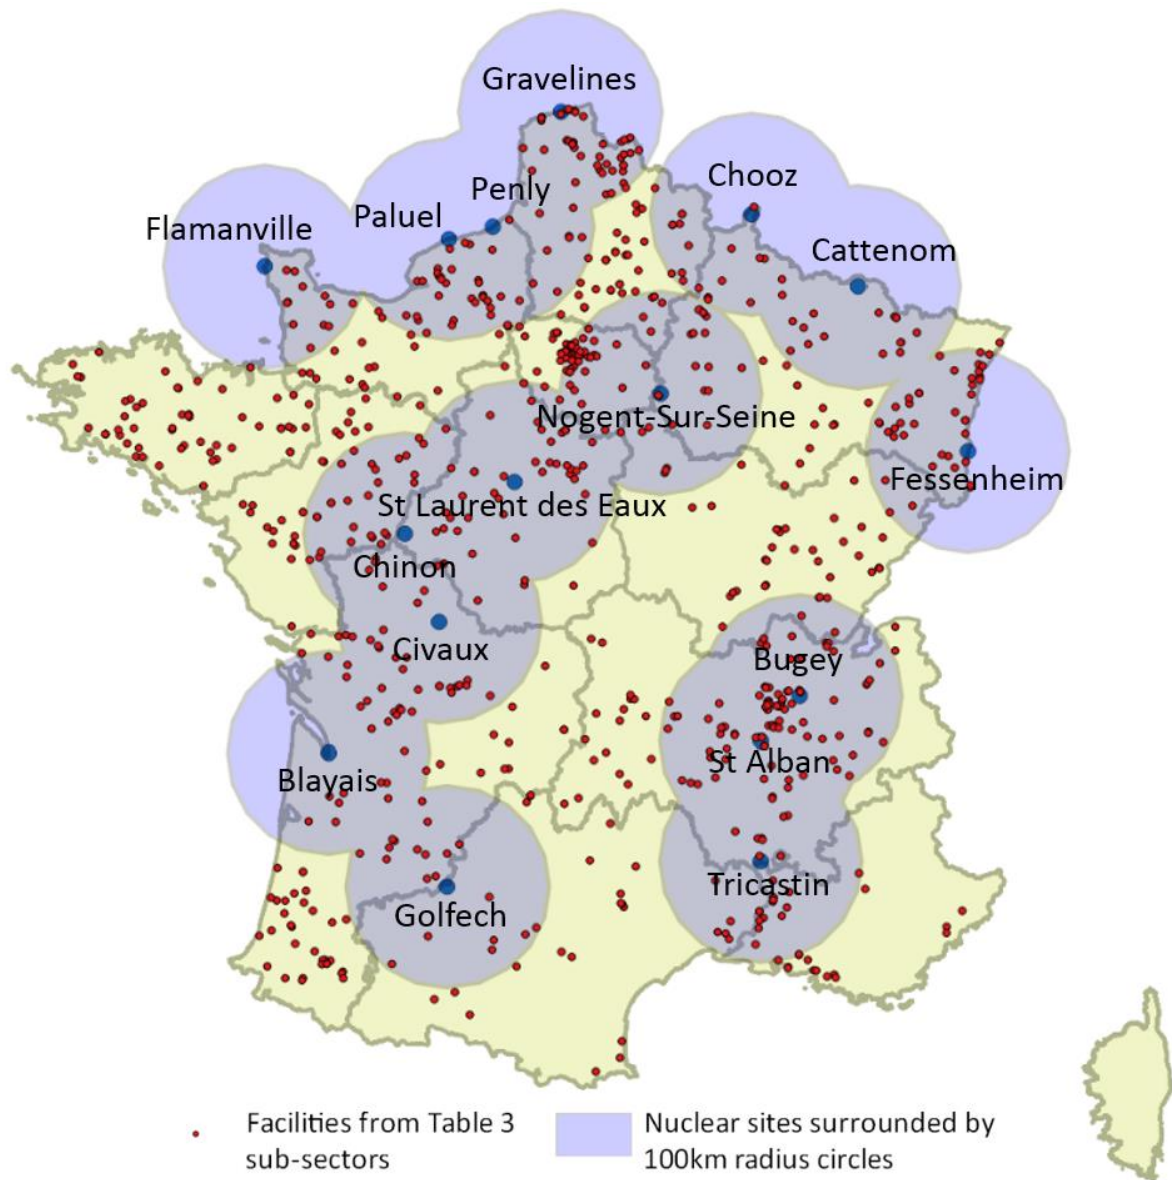 Gravelines
Chooz
Penly
Paluel
Flamanville
Cattenom
Nogent-Sur-Seine
Fessenheim
St Laurent des Eaux
Chinon
Civaux
Bugey
St Alban
Blayais
Tricastin
Golfech
Facilities from Table 3
sub-sectors
Nuclear sites surrounded by
100km radius circles